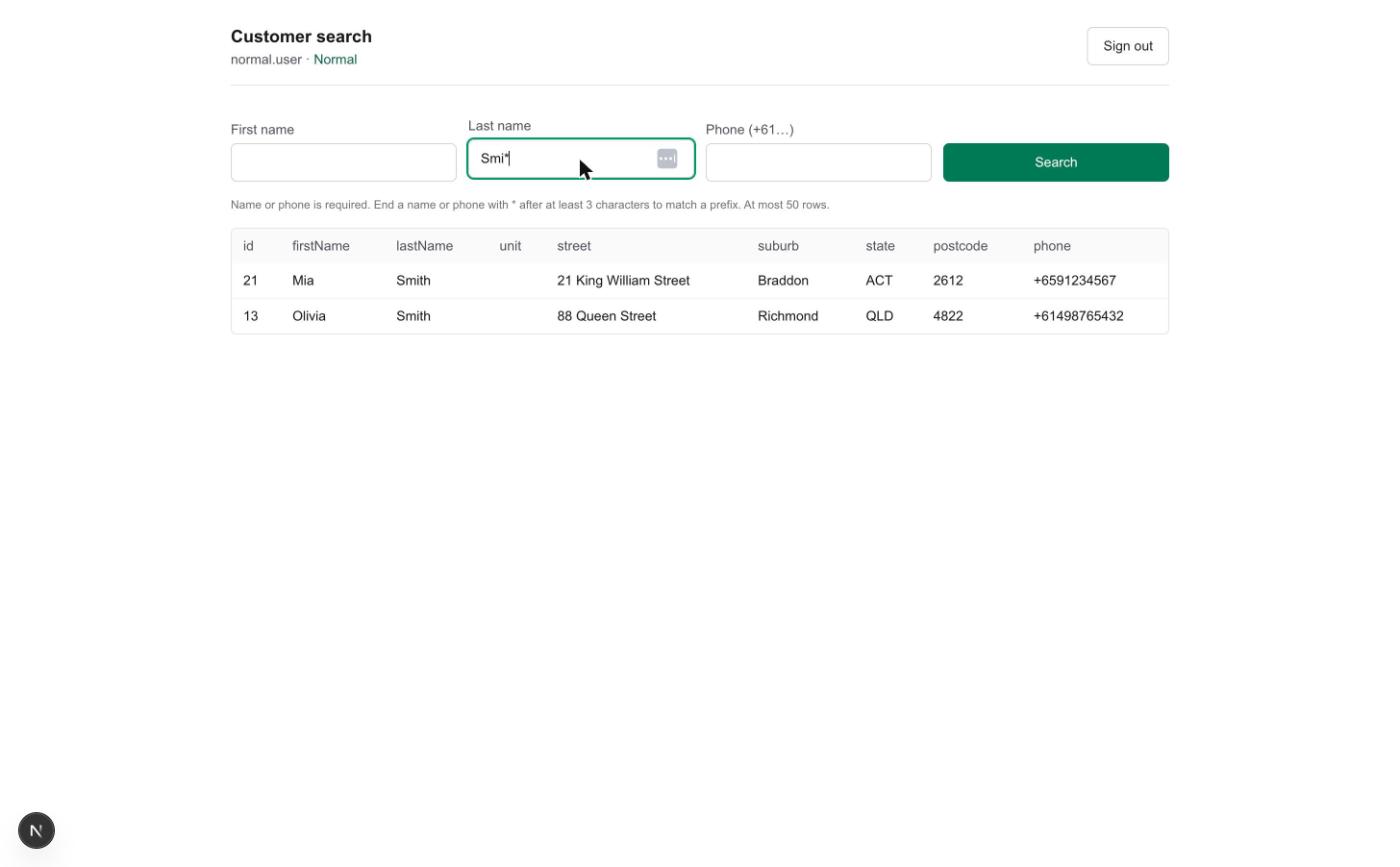 Customer search
normal.user · Normal
Sign out
First name
Last name
Phone (+61…)
Smi*
Search
Name or phone is required. End a name or phone with * after at least 3 characters to match a prefix. At most 50 rows.
id firstName lastName unit street suburb state postcode phone
21 Mia Smith 21 King William Street Braddon ACT 2612 +6591234567
13 Olivia Smith 88 Queen Street Richmond QLD 4822 +61498765432
N